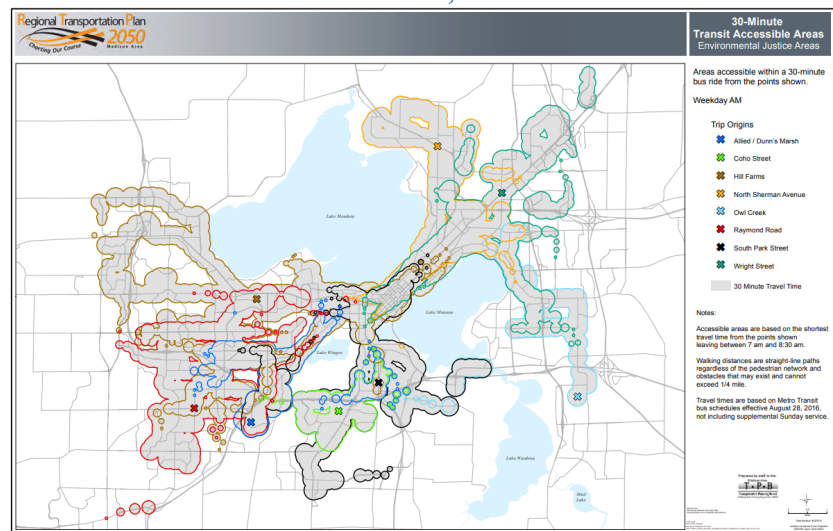 Regional Transportation Plan
2050
Charting Our Course Madison Area
30-Minute
Transit Accessible Areas
Environmental Justice Areas
Areas accessible within a 30-minute
bus ride from the points shown.
Weekday AM
Trip Origins
Allied / Dunn's Marsh
Coho Street
Hill Farms
North Sherman Avenue
Owl Creek
Raymond Road
South Park Street
Wright Street
30 Minute Travel Time
Notes:
Accessible areas are based on the shortest
travel time from the points shown
leaving between 7 am and 8:30 am.
Walking distances are straight-line paths
regardless of the pedestrian network and
obstacles that may exist and cannot
exceed 1/4 mile.
Travel times are based on Metro Transit
bus schedules effective August 28, 2016,
not including supplemental Sunday service.
Lake Mendota
Lake Monona
Lake Wingra
Lake Waubesa
Mud
Lake
Prepared by staff to the:
T P B